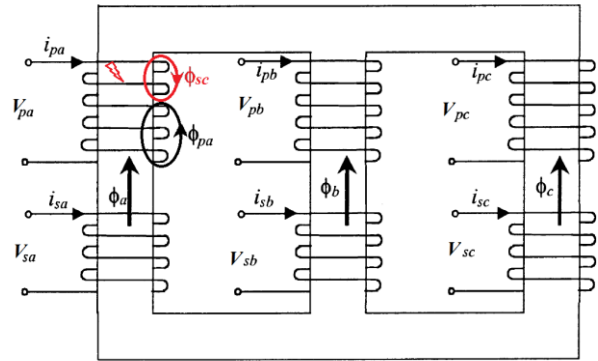 i_pa
i_pb
i_pc
ϕ_sc
V_pa
V_pb
V_pc
ϕ_pa
ϕ_a
ϕ_b
ϕ_c
i_sa
i_sb
i_sc
V_sa
V_sb
V_sc